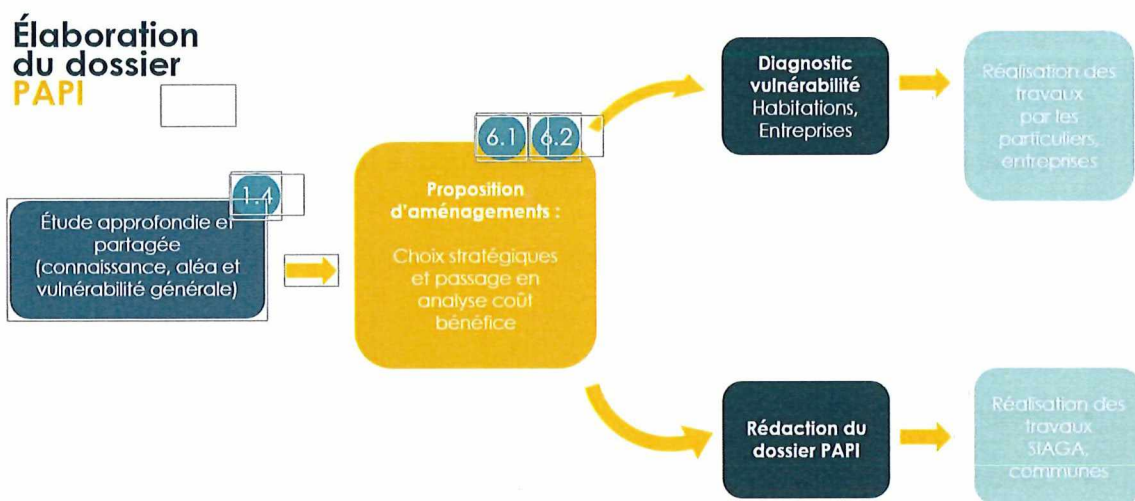 Élaboration
du dossier
PAPI
1.4
Étude approfondie et
partagée
(connaissance, aléa et
vulnérabilité générale)
6.1 6.2
Proposition
d'aménagements :
Choix stratégiques
et passage en
analyse coût
bénéfice
Diagnostic
vulnérabilité
Habitations,
Entreprises
Réalisation des
travaux
par les
particuliers,
entreprises
Rédaction du
dossier PAPI
Réalisation des
travaux
SIAGA,
communes